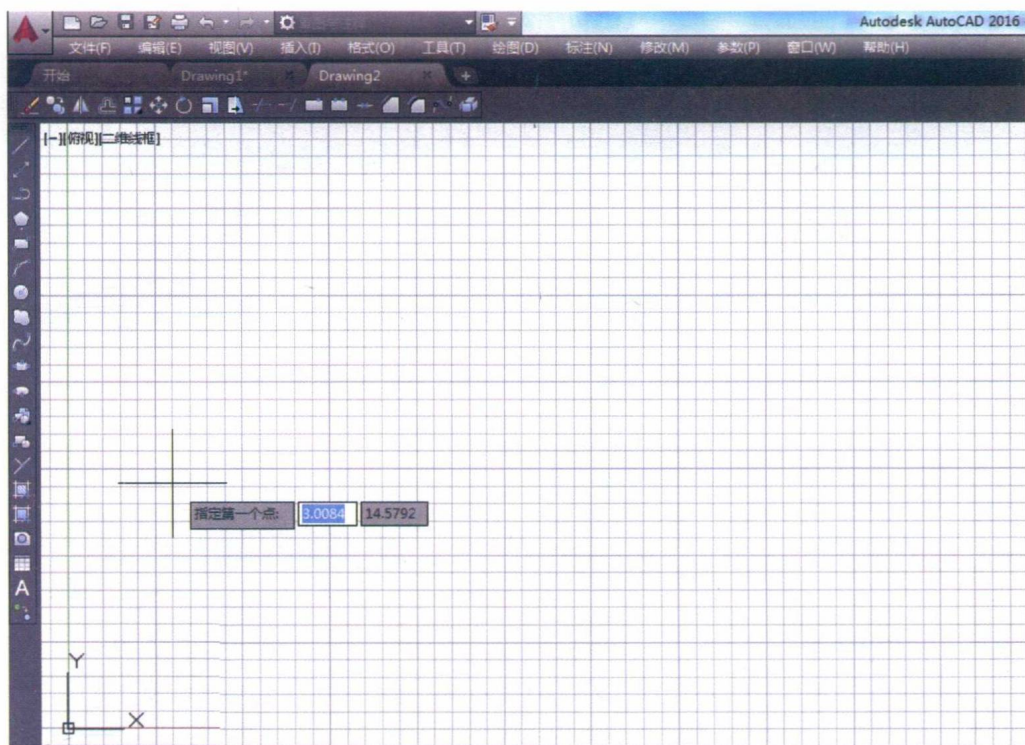 Autodesk AutoCAD 2016
文件(F) 编辑(E) 视图(V) 插入(I) 格式(O) 工具(T) 绘图(D) 标注(N) 修改(M) 参数(P) 窗口(W) 帮助(H)
开始 Drawing1* Drawing2
[-][俯视][二维线框]
指定第一个点: 3.0084 14.5792
A
Y
X